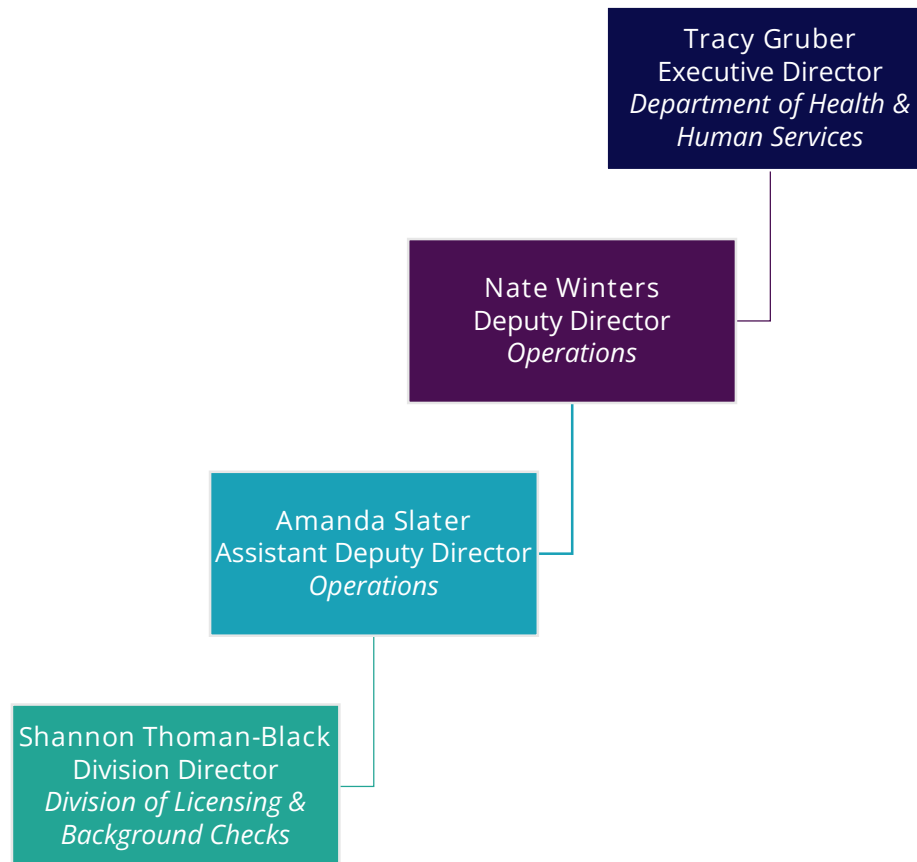 Tracy Gruber
Executive Director
Department of Health &
Human Services
Nate Winters
Deputy Director
Operations
Amanda Slater
Assistant Deputy Director
Operations
Shannon Thoman-Black
Division Director
Division of Licensing &
Background Checks